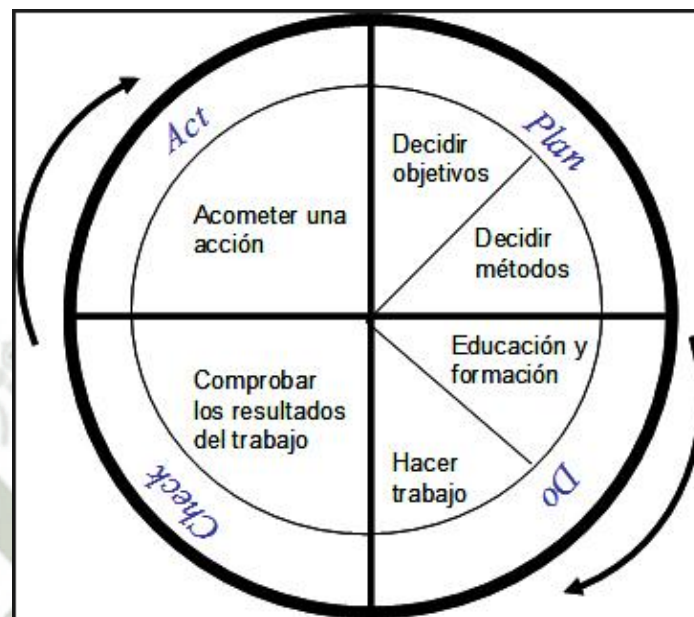 Act
Plan
Decidir
objetivos
Acometer una
acción
Decidir
métodos
Educación y
formación
Comprobar
los resultados
del trabajo
Hacer
trabajo
Check
Do